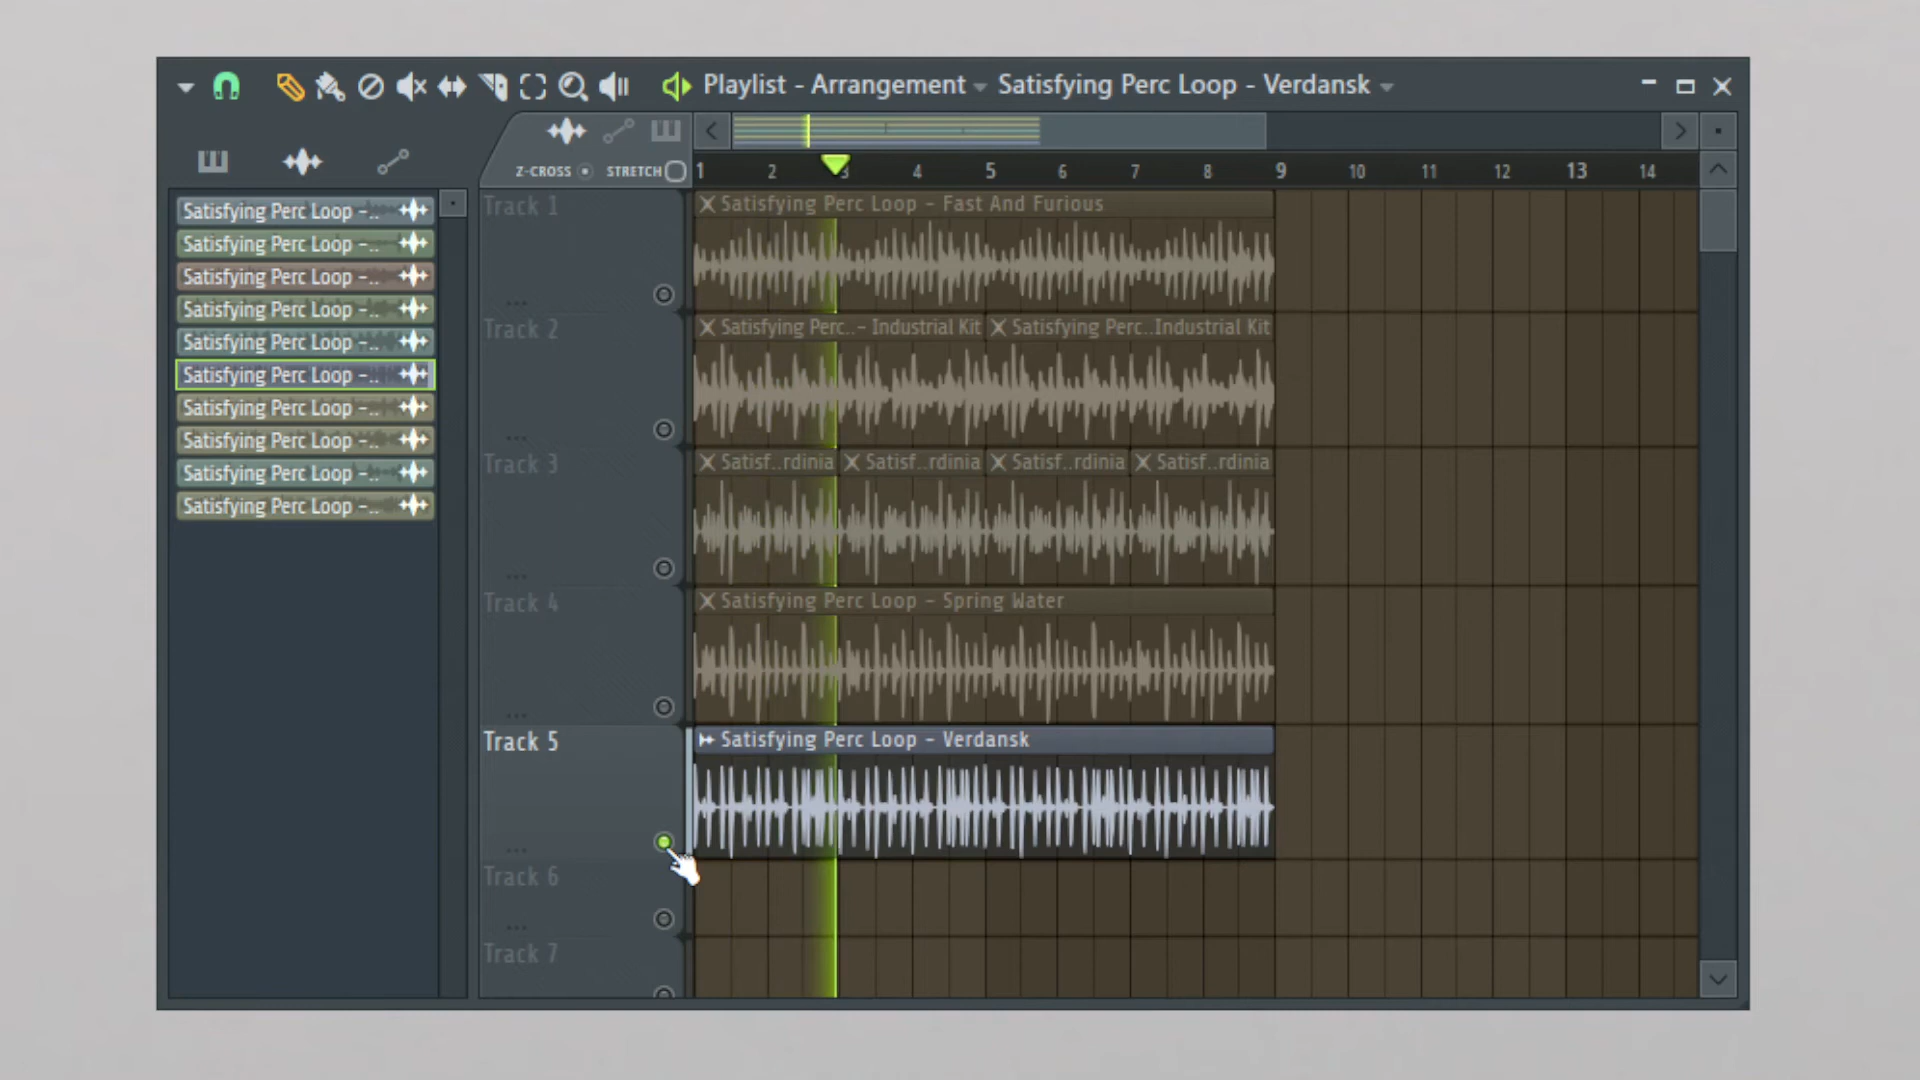 Playlist - Arrangement Satisfying Perc Loop - Verdansk
Z-CROSS STRETCH
1 2 3 4 5 6 7 8 9 10 11 12 13 14
Satisfying Perc Loop -..
Satisfying Perc Loop -..
Satisfying Perc Loop -..
Satisfying Perc Loop -..
Satisfying Perc Loop -..
Satisfying Perc Loop -..
Satisfying Perc Loop -..
Satisfying Perc Loop -..
Satisfying Perc Loop -..
Satisfying Perc Loop -..
Track 1
Satisfying Perc Loop - Fast And Furious
Track 2
Satisfying Perc..- Industrial Kit
Satisfying Perc..Industrial Kit
Track 3
Satisf..rdinia
Satisf..rdinia
Satisf..rdinia
Satisf..rdinia
Track 4
Satisfying Perc Loop - Spring Water
Track 5
Satisfying Perc Loop - Verdansk
Track 6
Track 7